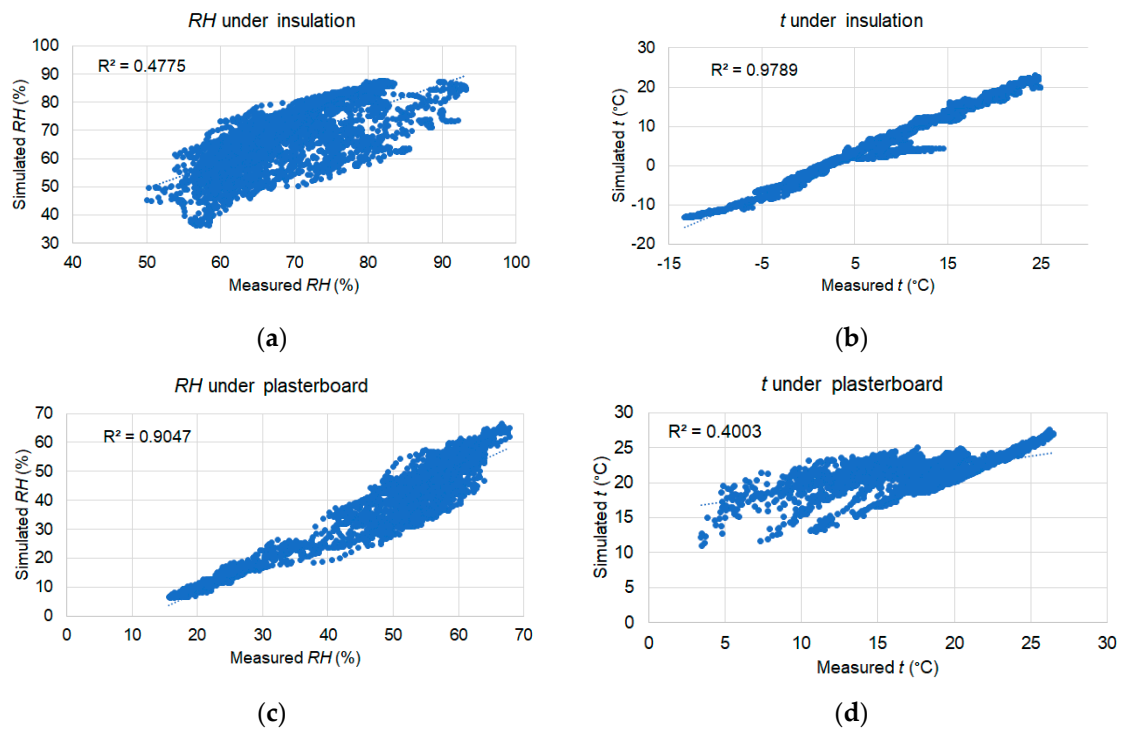 RH under insulation
R² = 0.4775
Simulated RH (%)
100
90
80
70
60
50
40
30
40
50
60
70
80
90
100
Measured RH (%)
(a)
t under insulation
R² = 0.9789
Simulated t (°C)
30
20
10
0
-10
-20
-15
-5
5
15
25
Measured t (°C)
(b)
RH under plasterboard
R² = 0.9047
Simulated RH (%)
70
60
50
40
30
20
10
0
0
10
20
30
40
50
60
70
Measured RH (%)
(c)
t under plasterboard
R² = 0.4003
Simulated t (°C)
30
25
20
15
10
5
0
0
5
10
15
20
25
30
Measured t (°C)
(d)